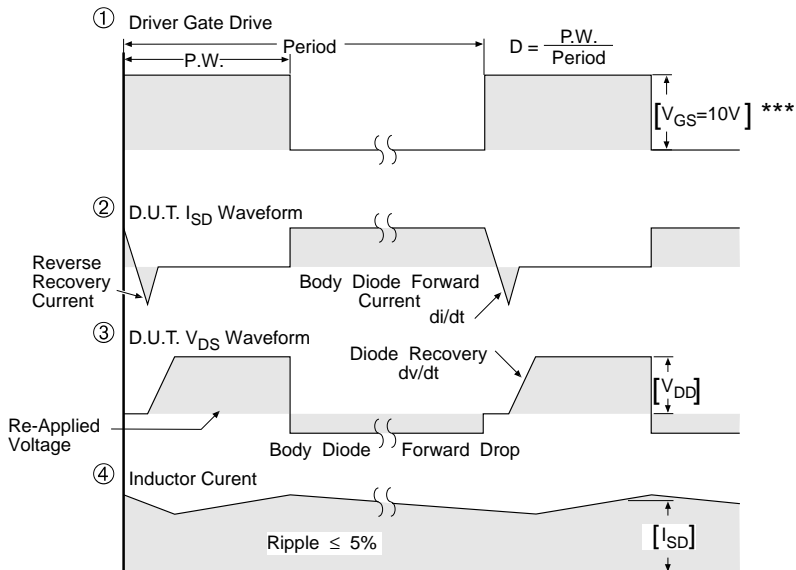 ① Driver Gate Drive
Period
P.W.
D = P.W. / Period
[VGS=10V] ***
② D.U.T. ISD Waveform
Reverse
Recovery
Current
Body Diode Forward
Current
di/dt
③ D.U.T. VDS Waveform
Diode Recovery
dv/dt
[VDD]
Re-Applied
Voltage
Body Diode Forward Drop
④ Inductor Curent
Ripple ≤ 5%
[ISD]